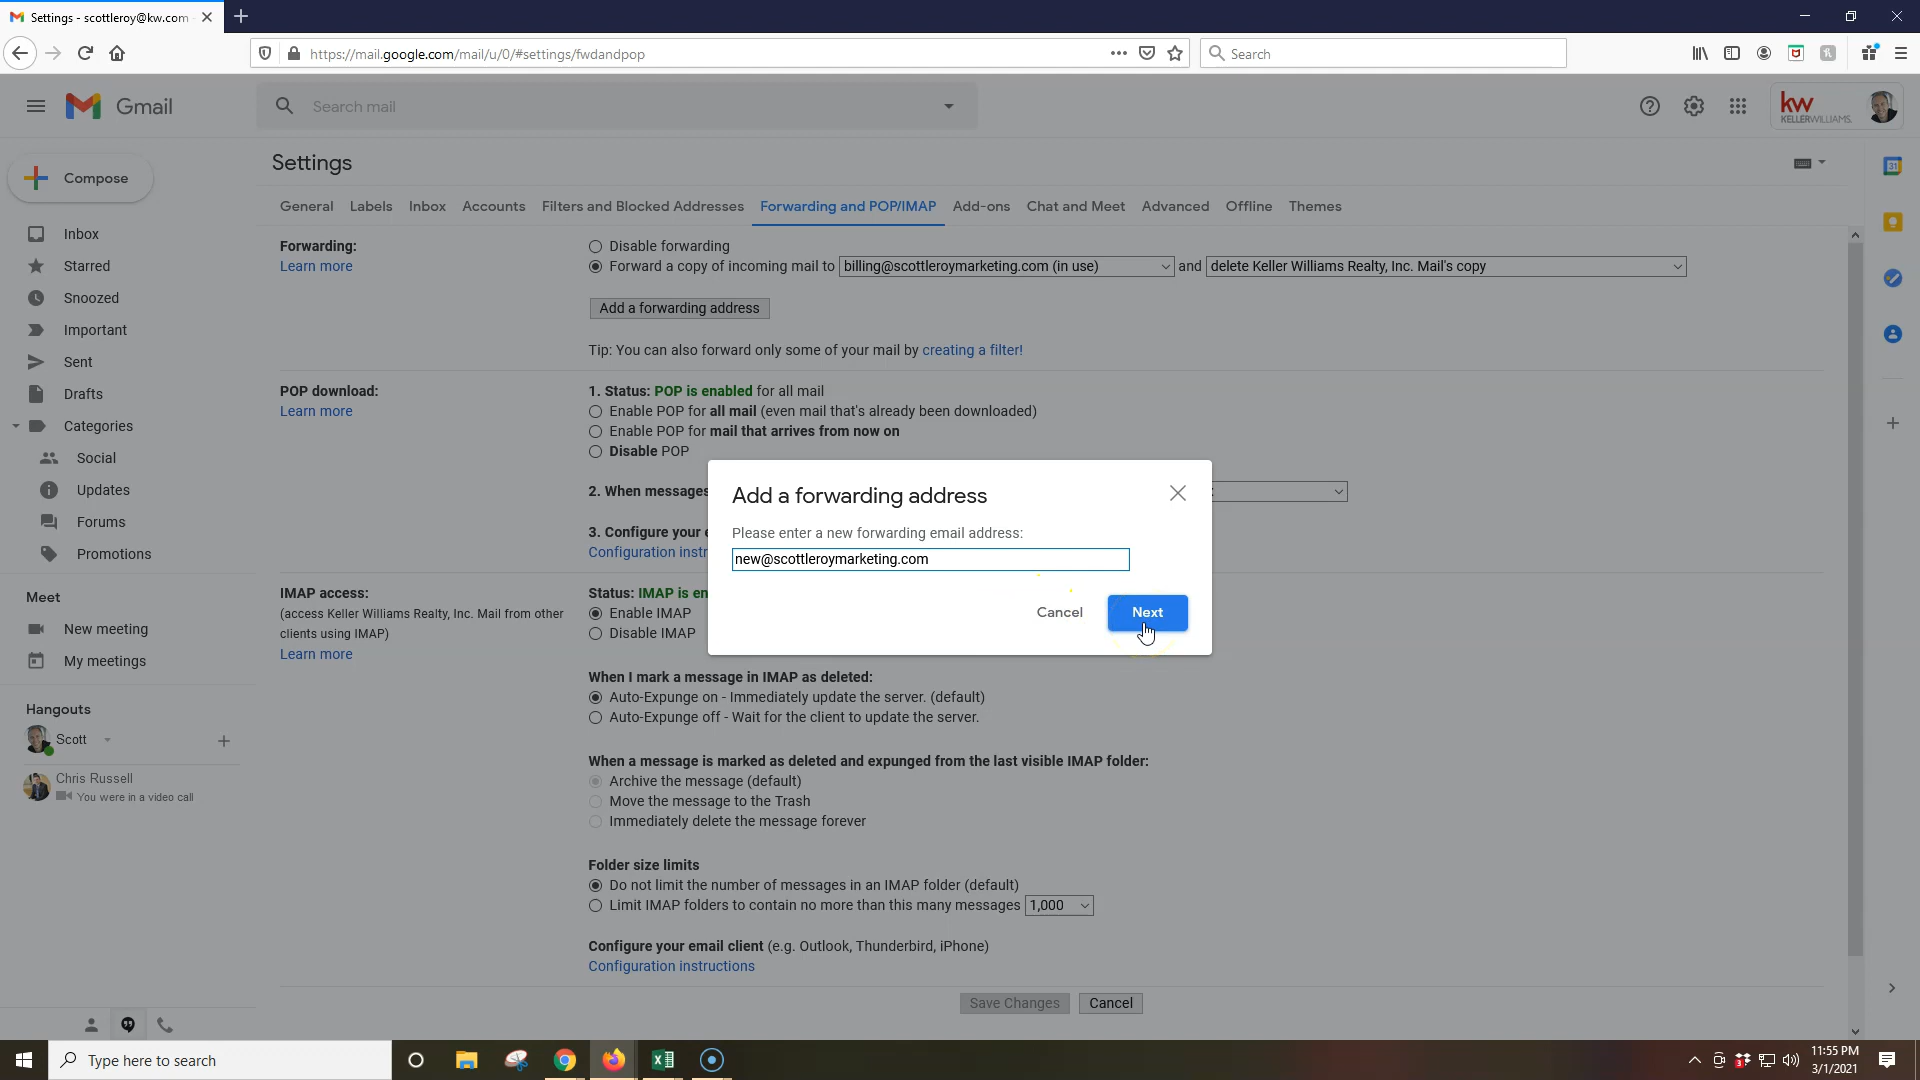 Settings - scottleroy@kw.com
https://mail.google.com/mail/u/0/#settings/fwdandpop
Search
Gmail
Search mail
kw
KELLERWILLIAMS.
Compose
Inbox
Starred
Snoozed
Important
Sent
Drafts
Categories
Social
Updates
Forums
Promotions
Meet
New meeting
My meetings
Hangouts
Scott
Chris Russell
You were in a video call
Settings
General Labels Inbox Accounts Filters and Blocked Addresses Forwarding and POP/IMAP Add-ons Chat and Meet Advanced Offline Themes
Forwarding:
Learn more
Disable forwarding
Forward a copy of incoming mail to billing@scottleroymarketing.com (in use) and delete Keller Williams Realty, Inc. Mail's copy
Add a forwarding address
Tip: You can also forward only some of your mail by creating a filter!
POP download:
Learn more
1. Status: POP is enabled for all mail
Enable POP for all mail (even mail that's already been downloaded)
Enable POP for mail that arrives from now on
Disable POP
2. When messages
3. Configure your e
Configuration instr
Add a forwarding address
Please enter a new forwarding email address:
new@scottleroymarketing.com
Cancel Next
IMAP access:
(access Keller Williams Realty, Inc. Mail from other
clients using IMAP)
Learn more
Status: IMAP is en
Enable IMAP
Disable IMAP
When I mark a message in IMAP as deleted:
Auto-Expunge on - Immediately update the server. (default)
Auto-Expunge off - Wait for the client to update the server.
When a message is marked as deleted and expunged from the last visible IMAP folder:
Archive the message (default)
Move the message to the Trash
Immediately delete the message forever
Folder size limits
Do not limit the number of messages in an IMAP folder (default)
Limit IMAP folders to contain no more than this many messages 1,000
Configure your email client (e.g. Outlook, Thunderbird, iPhone)
Configuration instructions
Save Changes Cancel
31
Type here to search
11:55 PM
3/1/2021